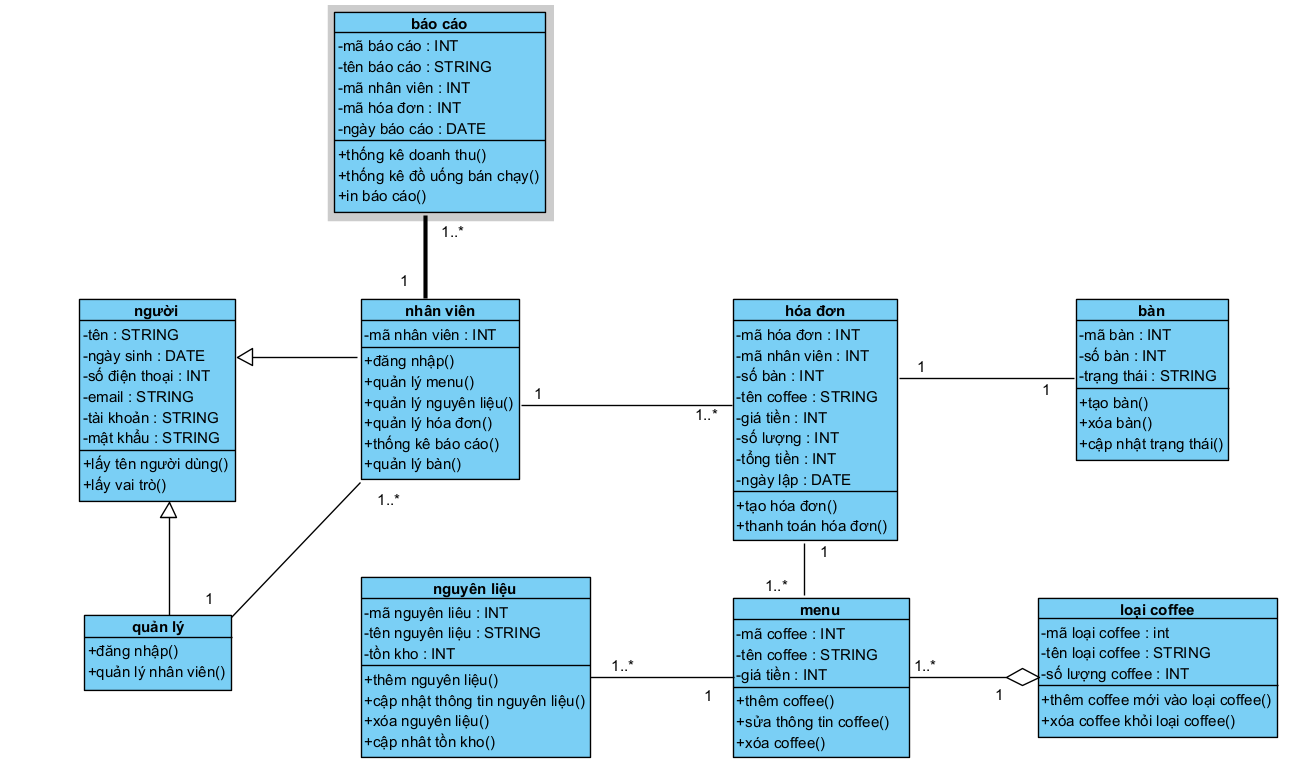 báo cáo
-mã báo cáo : INT
-tên báo cáo : STRING
-mã nhân viên : INT
-mã hóa đơn : INT
-ngày báo cáo : DATE
+thống kê doanh thu()
+thống kê đồ uống bán chạy()
+in báo cáo()
1..*
1
người
-tên : STRING
-ngày sinh : DATE
-số điện thoại : INT
-email : STRING
-tài khoản : STRING
-mật khẩu : STRING
+lấy tên người dùng()
+lấy vai trò()
nhân viên
-mã nhân viên : INT
+đăng nhập()
+quản lý menu()
+quản lý nguyên liệu()
+quản lý hóa đơn()
+thống kê báo cáo()
+quản lý bàn()
1
1..*
hóa đơn
-mã hóa đơn : INT
-mã nhân viên : INT
-số bàn : INT
-tên coffee : STRING
-giá tiền : INT
-số lượng : INT
-tổng tiền : INT
-ngày lập : DATE
+tạo hóa đơn()
+thanh toán hóa đơn()
1
1
bàn
-mã bàn : INT
-số bàn : INT
-trạng thái : STRING
+tạo bàn()
+xóa bàn()
+cập nhật trạng thái()
1..*
1
1
1..*
quản lý
+đăng nhập()
+quản lý nhân viên()
nguyên liệu
-mã nguyên liêu : INT
-tên nguyên liệu : STRING
-tồn kho : INT
+thêm nguyên liệu()
+cập nhật thông tin nguyên liệu()
+xóa nguyên liệu()
+cập nhât tồn kho()
1..*
1
menu
-mã coffee : INT
-tên coffee : STRING
-giá tiền : INT
+thêm coffee()
+sửa thông tin coffee()
+xóa coffee()
1..*
1
loại coffee
-mã loại coffee : int
-tên loại coffee : STRING
-số lượng coffee : INT
+thêm coffee mới vào loại coffee()
+xóa coffee khỏi loại coffee()